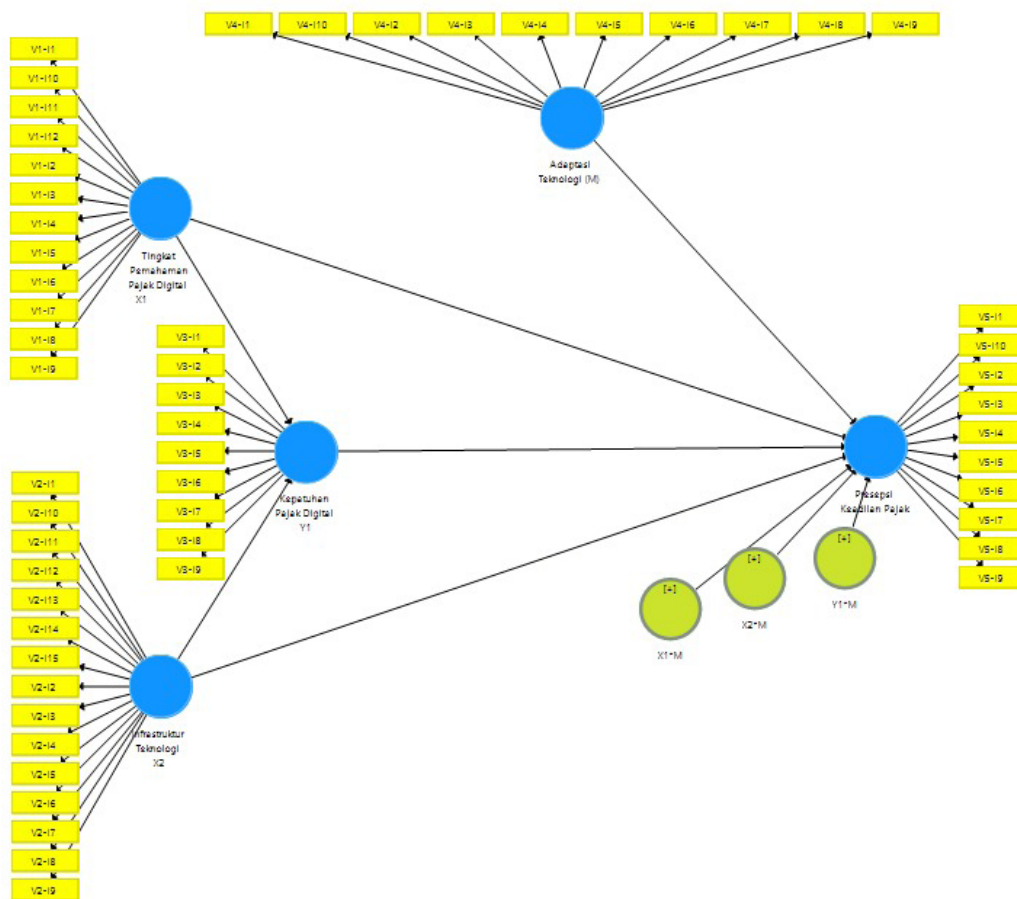 V4-I1
V4-I10
V4-I2
V4-I3
V4-I4
V4-I5
V4-I6
V4-I7
V4-I8
V4-I9
Adaptasi
Teknologi (M)
V1-I1
V1-I10
V1-I11
V1-I12
V1-I2
V1-I3
V1-I4
V1-I5
V1-I6
V1-I7
V1-I8
V1-I9
Tingkat
Pemahaman
Pajak Digital
X1
V3-I1
V3-I2
V3-I3
V3-I4
V3-I5
V3-I6
V3-I7
V3-I8
V3-I9
Kepatuhan
Pajak Digital
Y1
V5-I1
V5-I10
V5-I2
V5-I3
V5-I4
V5-I5
V5-I6
V5-I7
V5-I8
V5-I9
Presepsi
Keadilan Pajak
V2-I1
V2-I10
V2-I11
V2-I12
V2-I13
V2-I14
V2-I15
V2-I2
V2-I3
V2-I4
V2-I5
V2-I6
V2-I7
V2-I8
V2-I9
Infrastruktur
Teknologi
X2
[+]
X1*M
[+]
X2*M
[+]
Y1*M